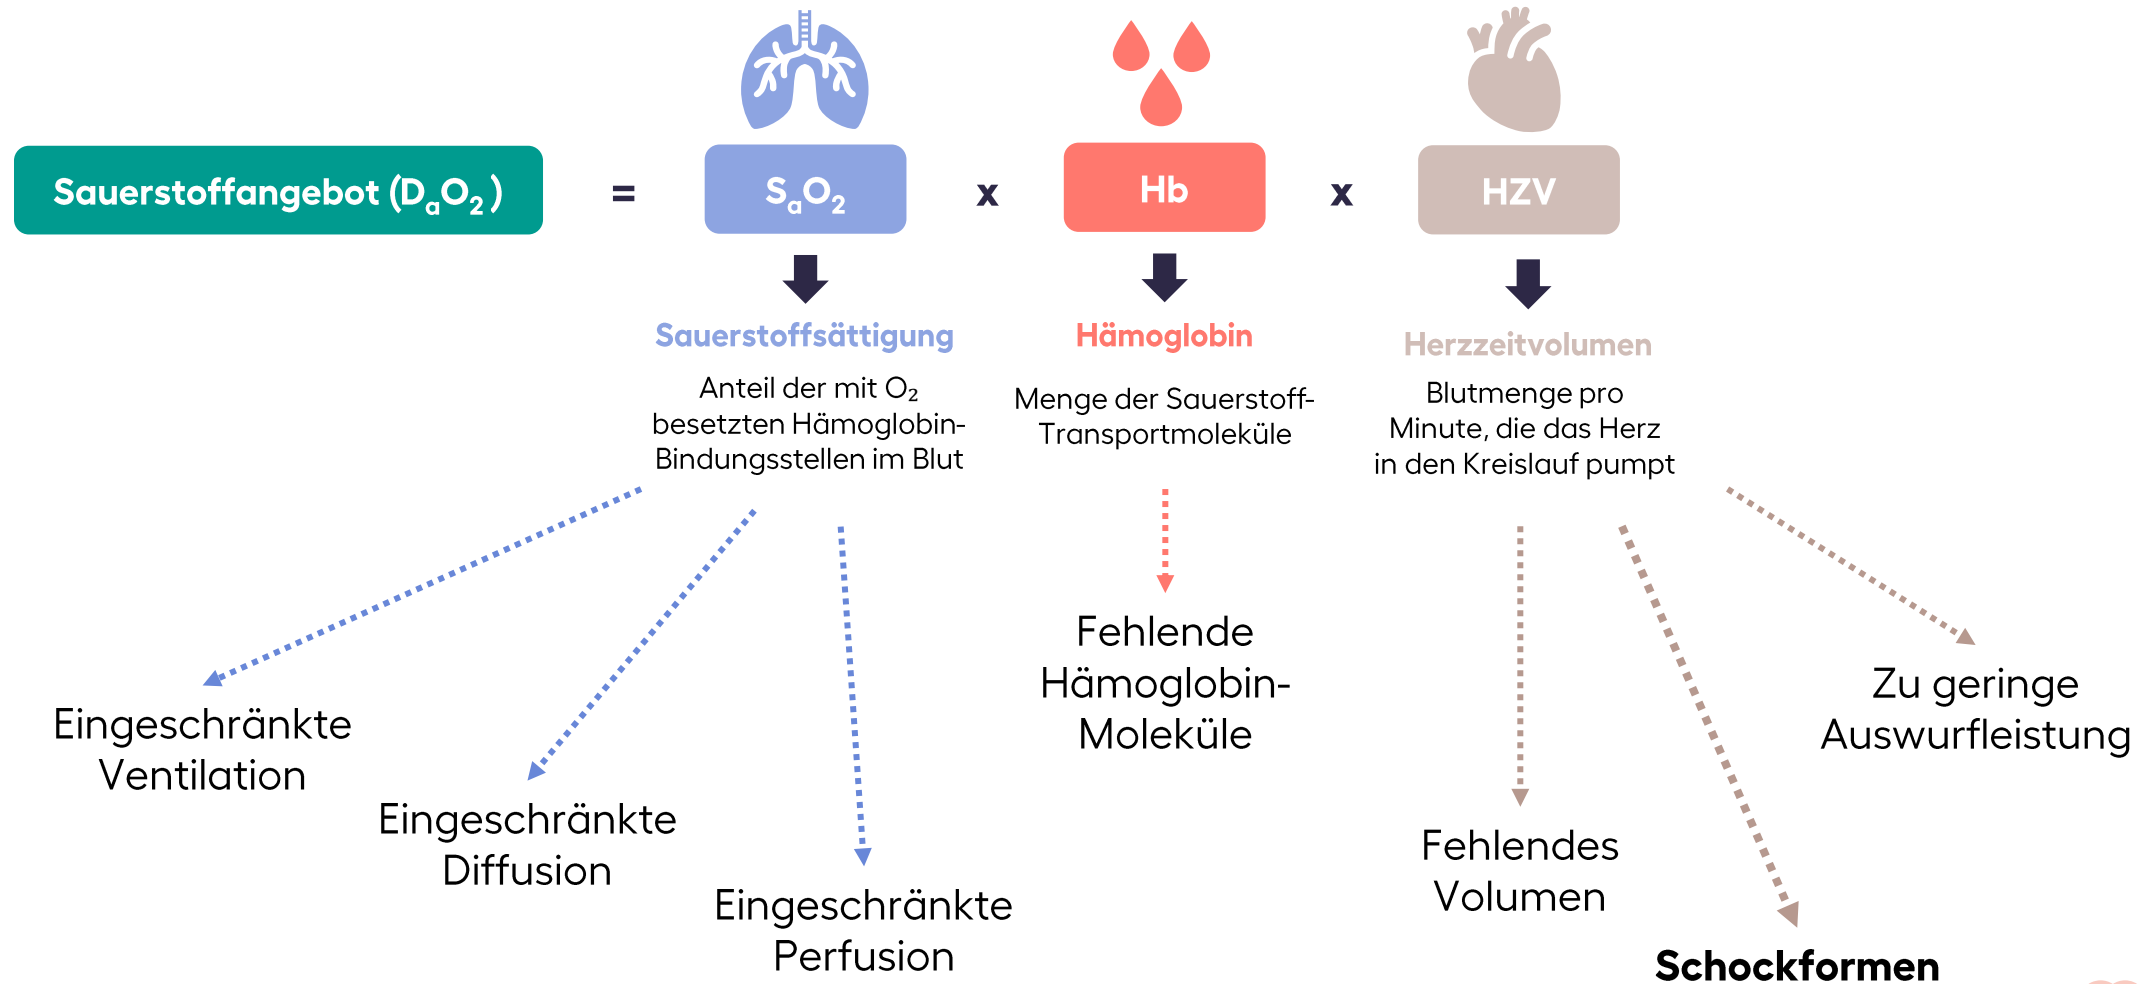 Sauerstoffangebot (DaO2) = SaO2 x Hb x HZV
Sauerstoffsättigung
Anteil der mit O₂
besetzten Hämoglobin-
Bindungsstellen im Blut
Hämoglobin
Menge der Sauerstoff-
Transportmoleküle
Herzzeitvolumen
Blutmenge pro
Minute, die das Herz
in den Kreislauf pumpt
Eingeschränkte
Ventilation
Eingeschränkte
Diffusion
Eingeschränkte
Perfusion
Fehlende
Hämoglobin-
Moleküle
Fehlendes
Volumen
Schockformen
Zu geringe
Auswurfleistung